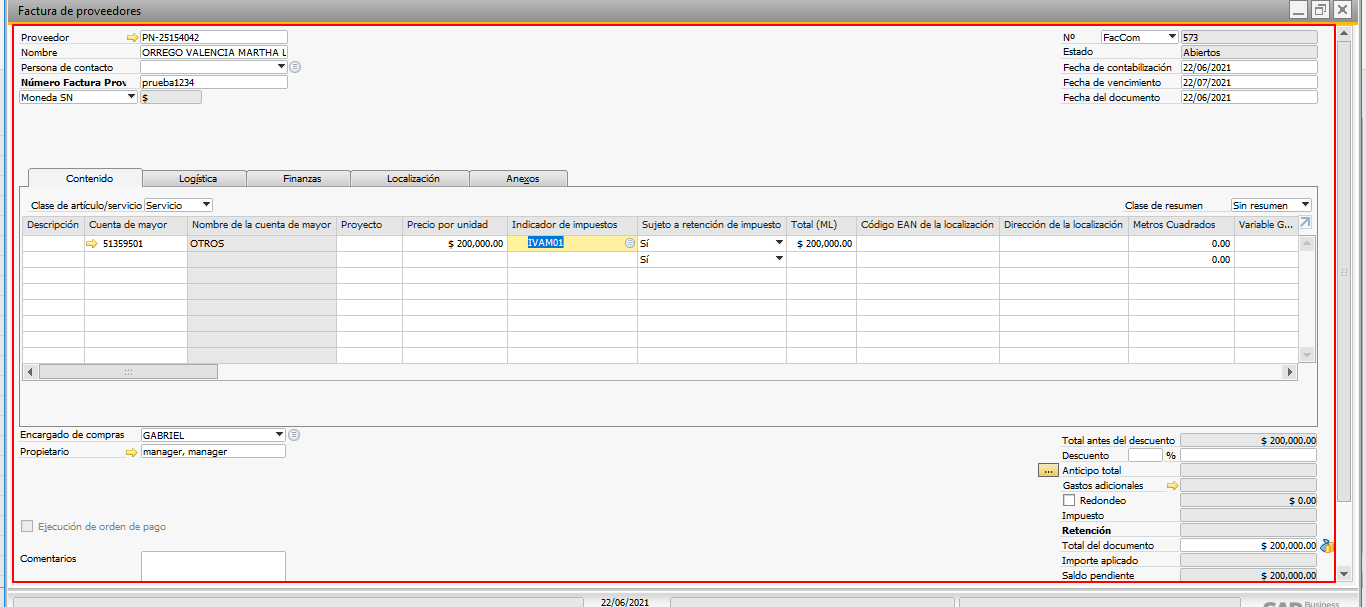 Factura de proveedores
Proveedor PN-25154042
Nombre ORREGO VALENCIA MARTHA L
Persona de contacto
Número Factura Prov prueba1234
Moneda SN $
Nº FacCom 573
Estado Abiertos
Fecha de contabilización 22/06/2021
Fecha de vencimiento 22/07/2021
Fecha del documento 22/06/2021
Contenido Logística Finanzas Localización Anexos
Clase de artículo/servicio Servicio Clase de resumen Sin resumen
Descripción Cuenta de mayor Nombre de la cuenta de mayor Proyecto Precio por unidad Indicador de impuestos Sujeto a retención de impuesto Total (ML) Código EAN de la localización Dirección de la localización Metros Cuadrados Variable G...
51359501 OTROS $ 200,000.00 IVAM01 Sí $ 200,000.00 0.00
Sí 0.00
Encargado de compras GABRIEL
Propietario manager, manager
Ejecución de orden de pago
Comentarios
Total antes del descuento $ 200,000.00
Descuento %
... Anticipo total
Gastos adicionales
Redondeo $ 0.00
Impuesto
Retención
Total del documento $ 200,000.00
Importe aplicado
Saldo pendiente $ 200,000.00
22/06/2021
SAP Business